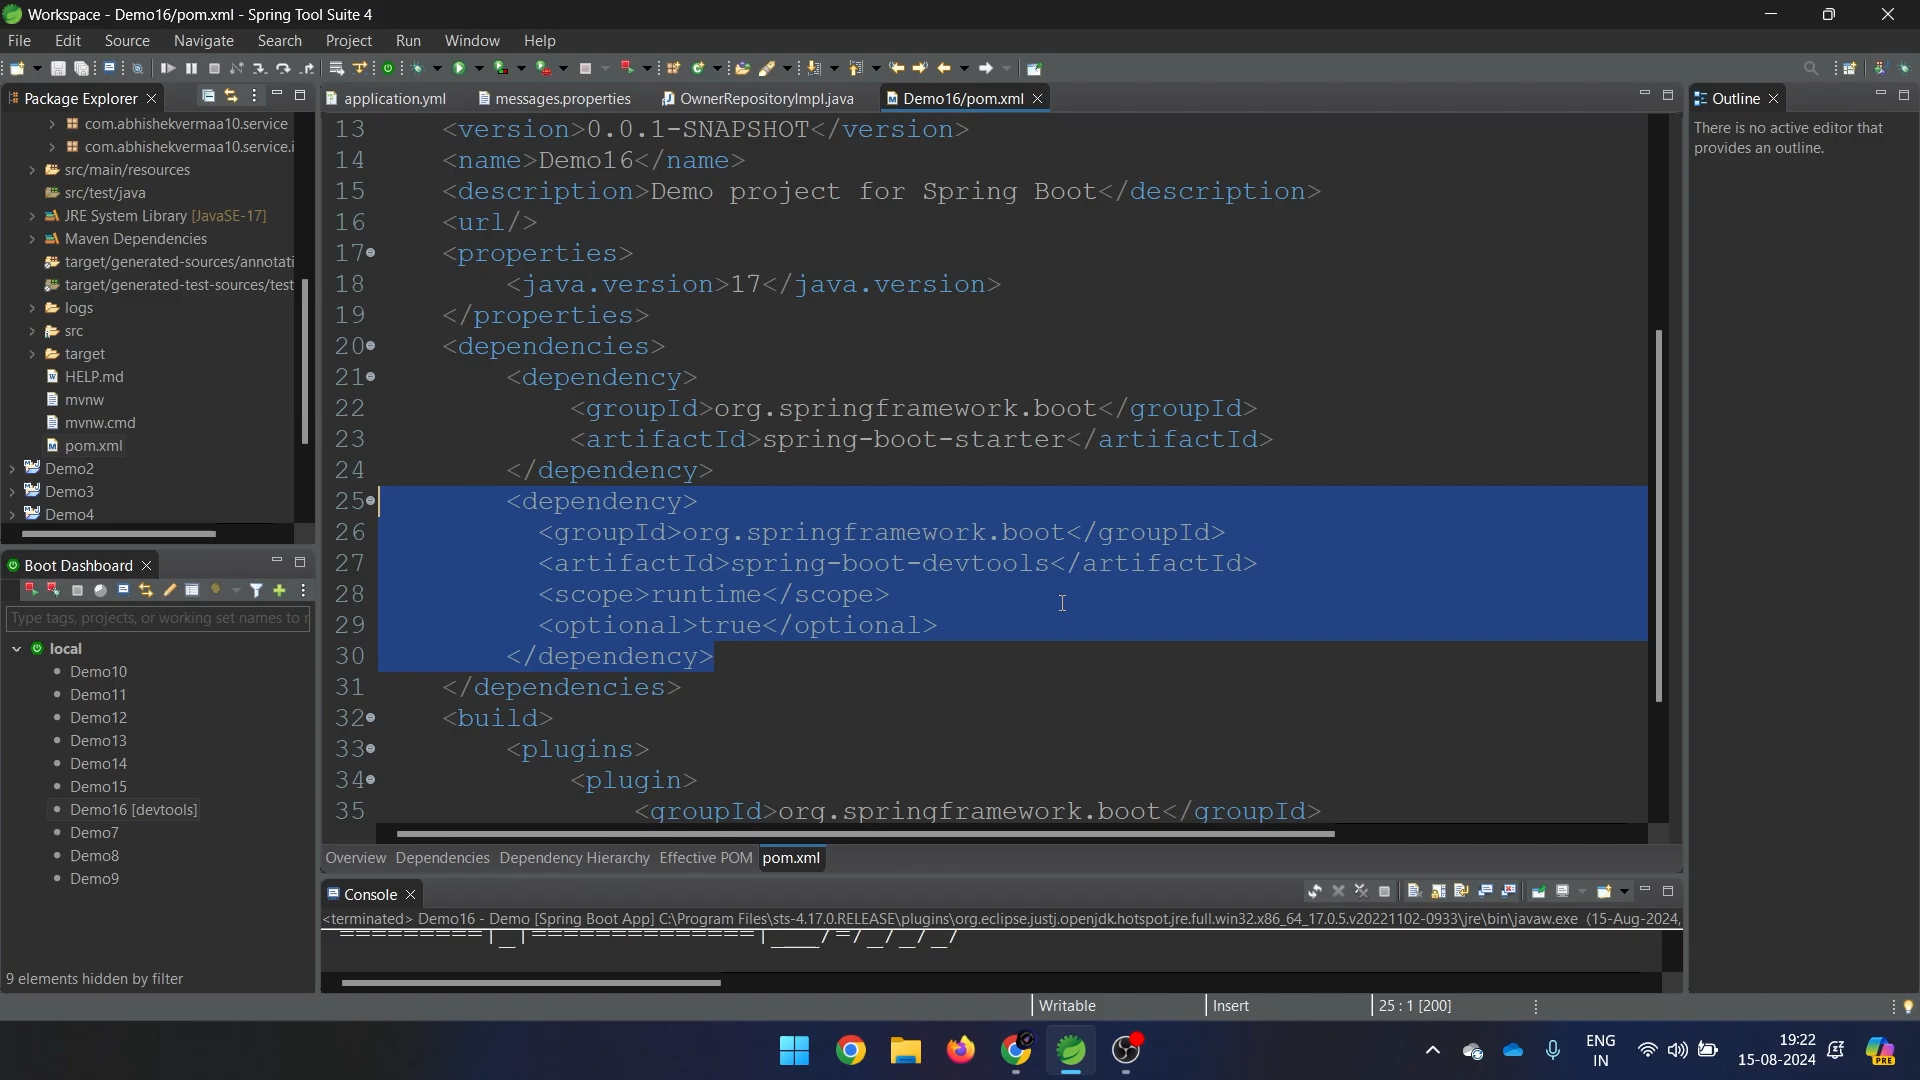 Workspace - Demo16/pom.xml - Spring Tool Suite 4
File Edit Source Navigate Search Project Run Window Help
Package Explorer
com.abhishekvermaa10.service
com.abhishekvermaa10.service.i
src/main/resources
src/test/java
JRE System Library [JavaSE-17]
Maven Dependencies
target/generated-sources/annotati
target/generated-test-sources/test
logs
src
target
HELP.md
mvnw
mvnw.cmd
pom.xml
Demo2
Demo3
Demo4
Boot Dashboard
Type tags, projects, or working set names to
local
Demo10
Demo11
Demo12
Demo13
Demo14
Demo15
Demo16 [devtools]
Demo7
Demo8
Demo9
9 elements hidden by filter
application.yml messages.properties OwnerRepositoryImpl.java Demo16/pom.xml
13 <version>0.0.1-SNAPSHOT</version>
14 <name>Demo16</name>
15 <description>Demo project for Spring Boot</description>
16 <url/>
17 <properties>
18 <java.version>17</java.version>
19 </properties>
20 <dependencies>
21 <dependency>
22 <groupId>org.springframework.boot</groupId>
23 <artifactId>spring-boot-starter</artifactId>
24 </dependency>
25 <dependency>
26 <groupId>org.springframework.boot</groupId>
27 <artifactId>spring-boot-devtools</artifactId>
28 <scope>runtime</scope>
29 <optional>true</optional>
30 </dependency>
31 </dependencies>
32 <build>
33 <plugins>
34 <plugin>
35 <groupId>org.springframework.boot</groupId>
Overview Dependencies Dependency Hierarchy Effective POM pom.xml
Console
<terminated> Demo16 - Demo [Spring Boot App] C:\Program Files\sts-4.17.0.RELEASE\plugins\org.eclipse.justj.openjdk.hotspot.jre.full.win32.x86_64_17.0.5.v20221102-0933\jre\bin\javaw.exe (15-Aug-2024,
=========|_|==============|___/=/_/_/_/
Outline
There is no active editor that
provides an outline.
Writable Insert 25 : 1 [200]
ENG
IN
19:22
15-08-2024
PRE